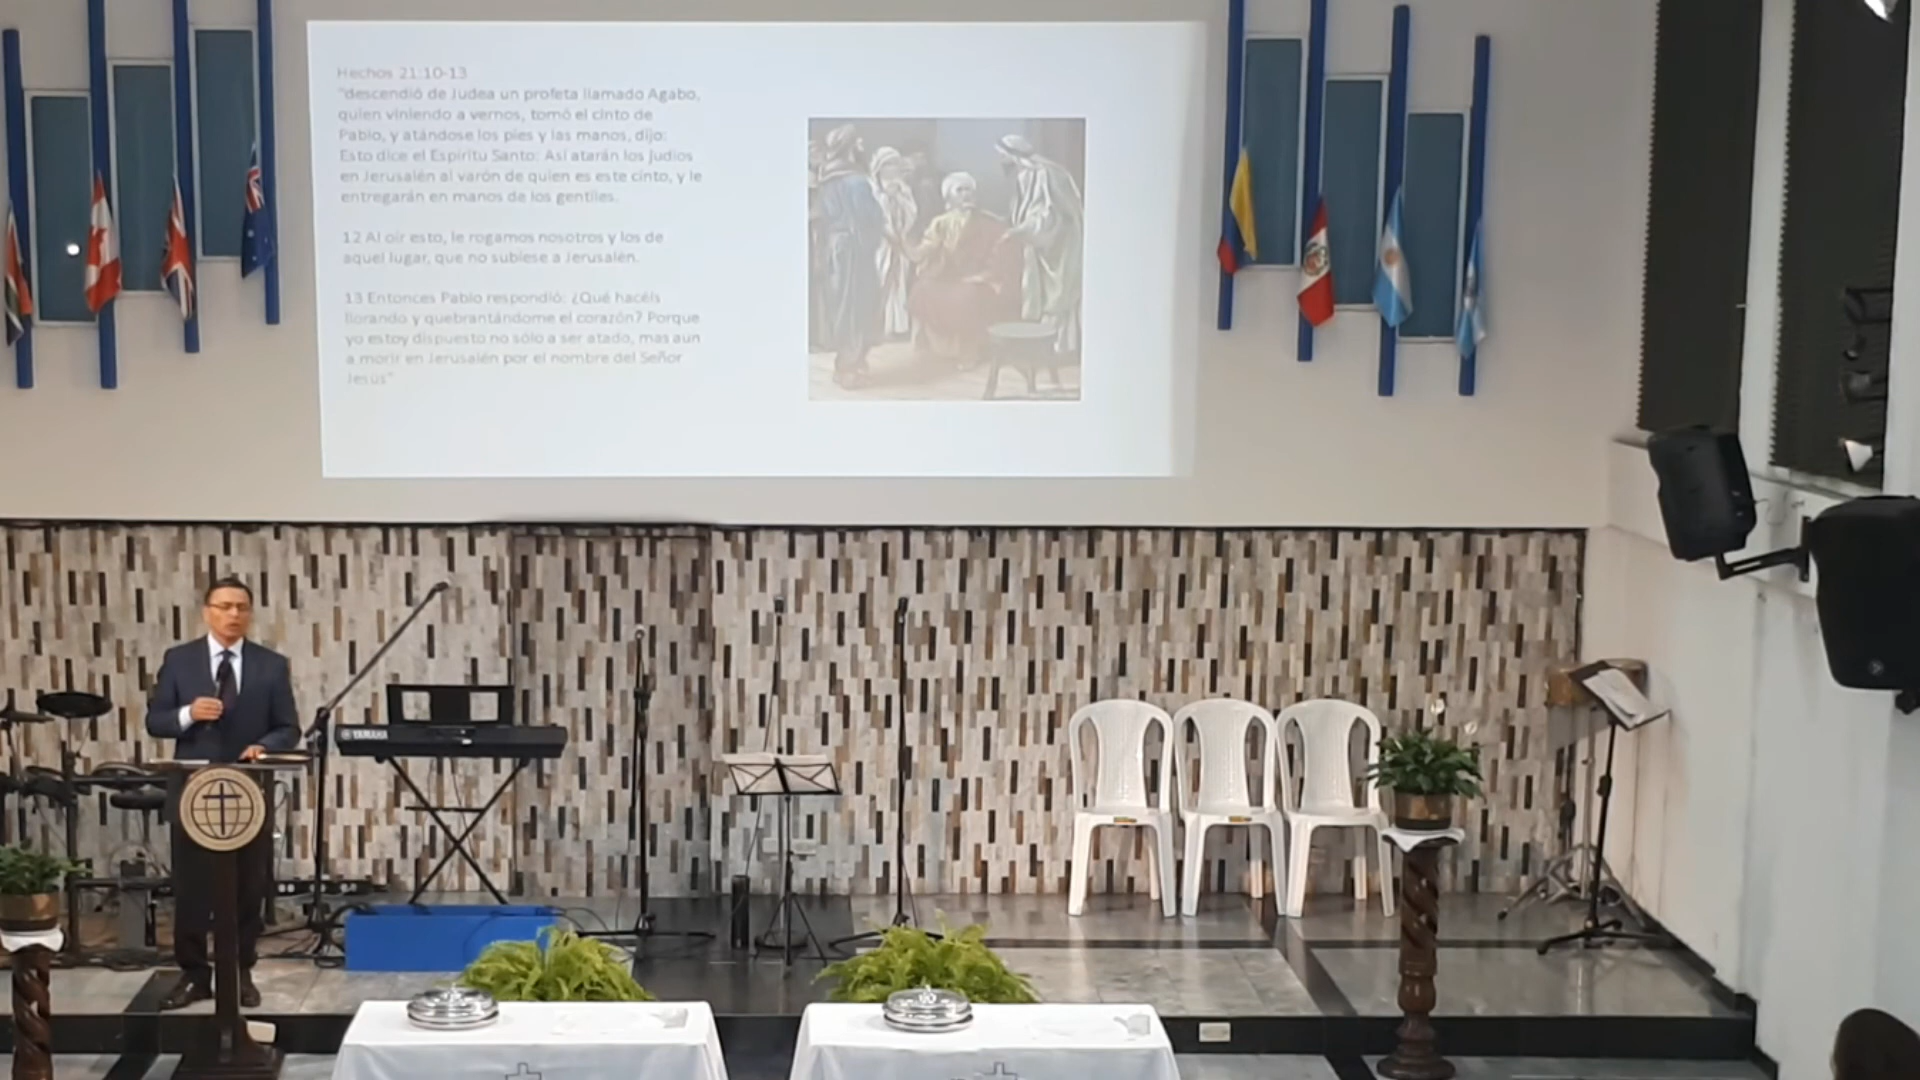 Hechos 21:10-13
"descendió de Judea un profeta llamado Agabo,
quien viniendo a vernos, tomó el cinto de
Pablo, y atándose los pies y las manos, dijo:
Esto dice el Espíritu Santo: Así atarán los judíos
en Jerusalén al varón de quien es este cinto, y le
entregarán en manos de los gentiles.
12 Al oír esto, le rogamos nosotros y los de
aquel lugar, que no subiese a Jerusalén.
13 Entonces Pablo respondió: ¿Qué hacéis
llorando y quebrantándome el corazón? Porque
yo estoy dispuesto no sólo a ser atado, mas aun
a morir en Jerusalén por el nombre del Señor
Jesús"
YAMAHA